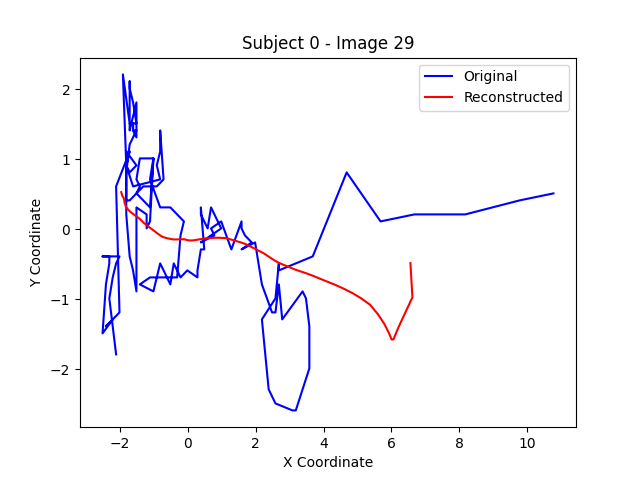 Subject 0 - Image 29
Original
Reconstructed
2
1
0
−1
−2
Y Coordinate
−2 0 2 4 6 8 10
X Coordinate